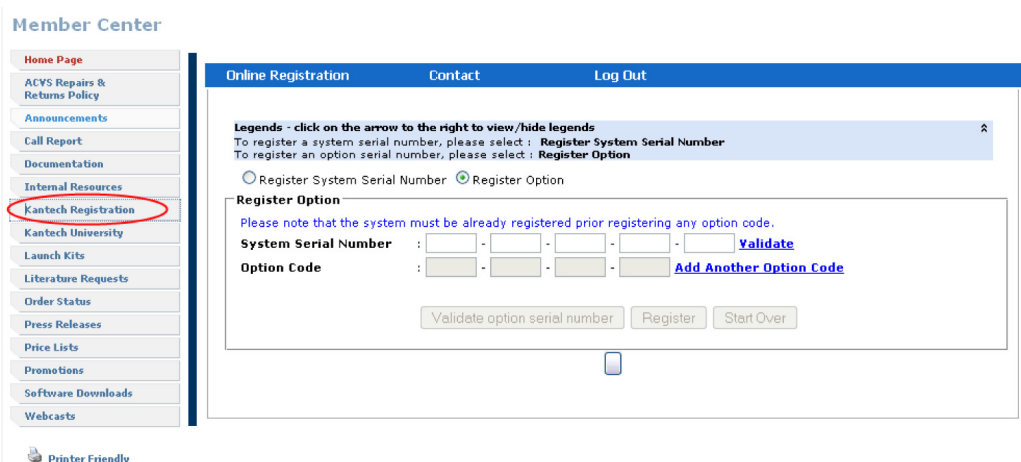 Member Center
Home Page
ACVS Repairs &
Returns Policy
Announcements
Call Report
Documentation
Internal Resources
Kantech Registration
Kantech University
Launch Kits
Literature Requests
Order Status
Press Releases
Price Lists
Promotions
Software Downloads
Webcasts
Printer Friendly
Online Registration Contact Log Out
Legends - click on the arrow to the right to view/hide legends
To register a system serial number, please select : Register System Serial Number
To register an option serial number, please select : Register Option
Register System Serial Number Register Option
Register Option
Please note that the system must be already registered prior registering any option code.
System Serial Number : - - - - Validate
Option Code : - - - Add Another Option Code
Validate option serial number Register Start Over